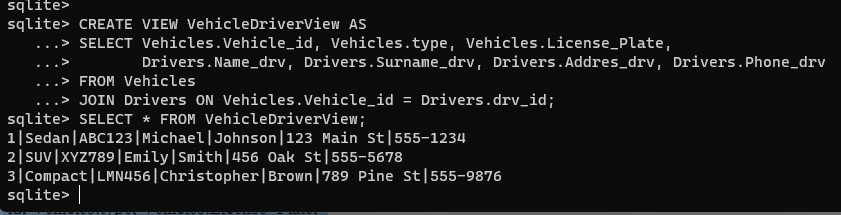 sqlite>
sqlite> CREATE VIEW VehicleDriverView AS
   ...> SELECT Vehicles.Vehicle_id, Vehicles.type, Vehicles.License_Plate,
   ...>        Drivers.Name_drv, Drivers.Surname_drv, Drivers.Addres_drv, Drivers.Phone_drv
   ...> FROM Vehicles
   ...> JOIN Drivers ON Vehicles.Vehicle_id = Drivers.drv_id;
sqlite> SELECT * FROM VehicleDriverView;
1|Sedan|ABC123|Michael|Johnson|123 Main St|555-1234
2|SUV|XYZ789|Emily|Smith|456 Oak St|555-5678
3|Compact|LMN456|Christopher|Brown|789 Pine St|555-9876
sqlite>